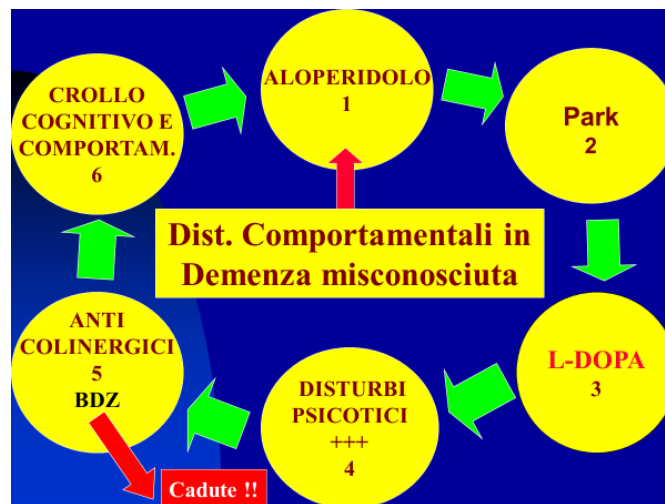 ALOPERIDOLO
1
Park
2
L-DOPA
3
DISTURBI
PSICOTICI
+++
4
ANTI
COLINERGICI
5
BDZ
Cadute !!
CROLLO
COGNITIVO E
COMPORTAM.
6
Dist. Comportamentali in
Demenza misconosciuta